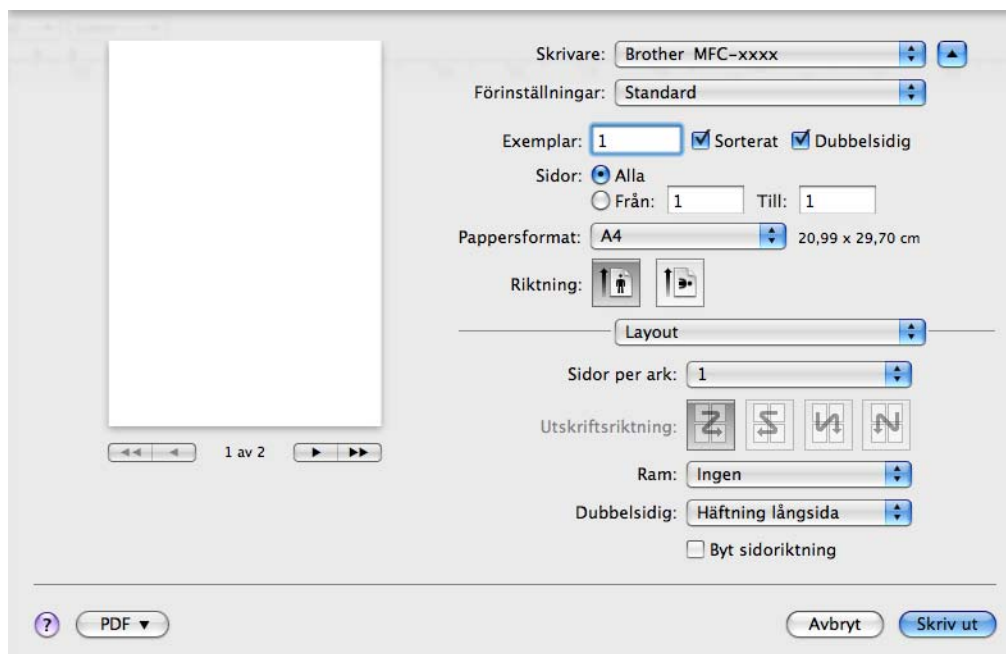 Skrivare: Brother MFC-xxxx
Förinställningar: Standard
Exemplar: 1 Sorterat Dubbelsidig
Sidor: Alla
Från: 1 Till: 1
Pappersformat: A4 20,99 x 29,70 cm
Riktning:
Layout
Sidor per ark: 1
Utskriftsriktning:
1 av 2
Ram: Ingen
Dubbelsidig: Häftning långsida
Byt sidoriktning
? PDF Avbryt Skriv ut